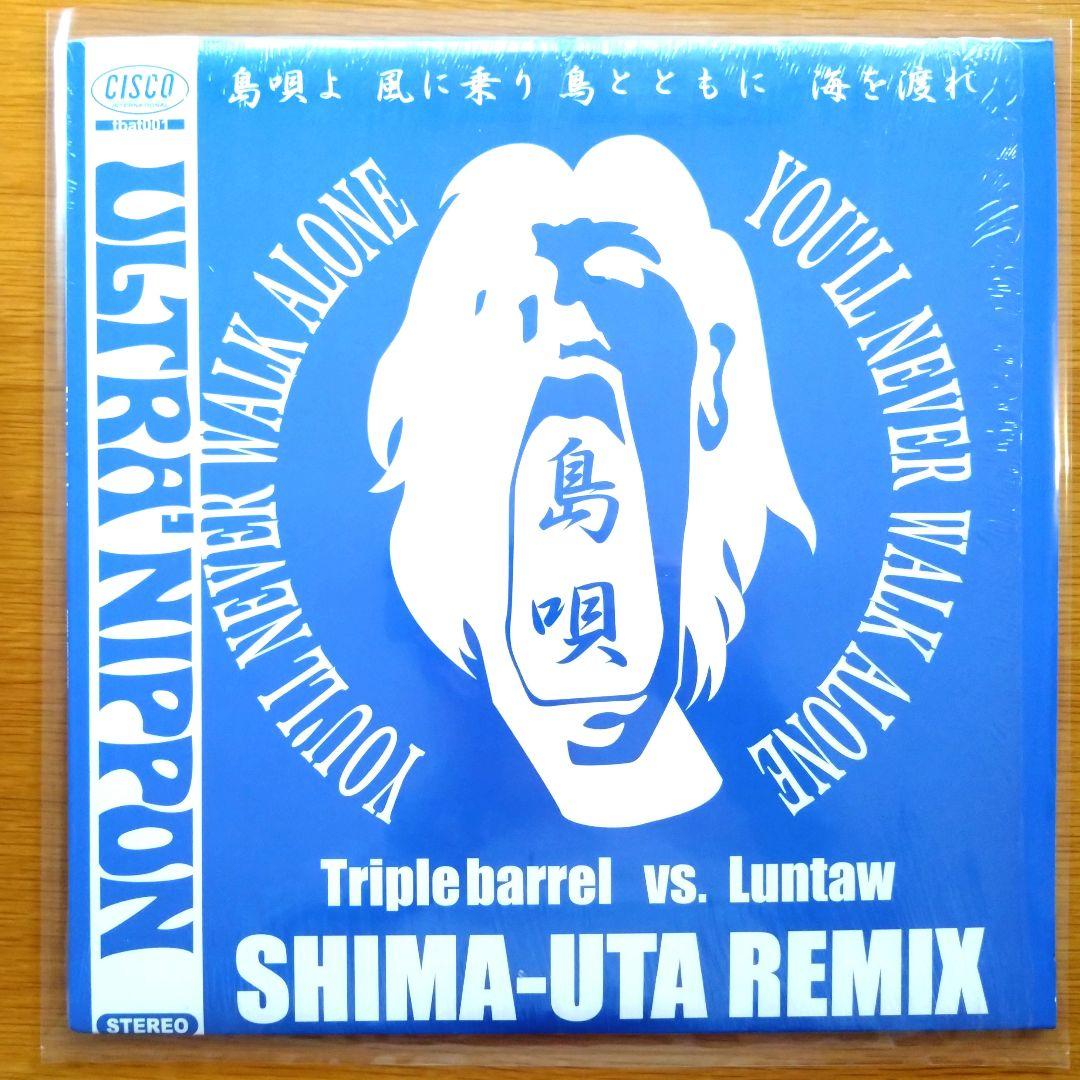 CISCO
INTERNATIONAL
that001
ULTRA NIPPON
STEREO
島唄よ 風に乗り 鳥とともに 海を渡れ
YOU'LL NEVER WALK ALONE
YOU'LL NEVER WALK ALONE
島唄
Triple barrel vs. Luntaw
SHIMA-UTA REMIX